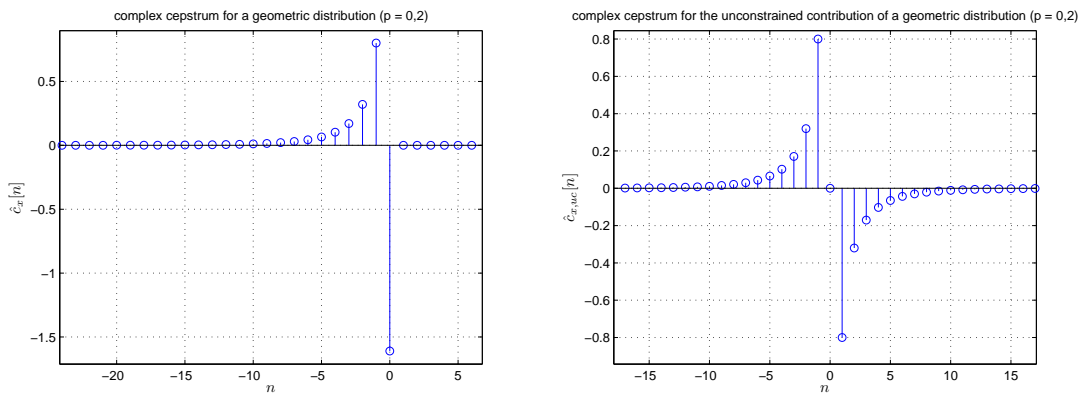 complex cepstrum for a geometric distribution (p = 0,2)
0.5
0
−0.5
−1
−1.5
ĉ_x[n]
−20 −15 −10 −5 0 5
n
complex cepstrum for the unconstrained contribution of a geometric distribution (p = 0,2)
0.8
0.6
0.4
0.2
0
−0.2
−0.4
−0.6
−0.8
ĉ_{x,uc}[n]
−15 −10 −5 0 5 10 15
n